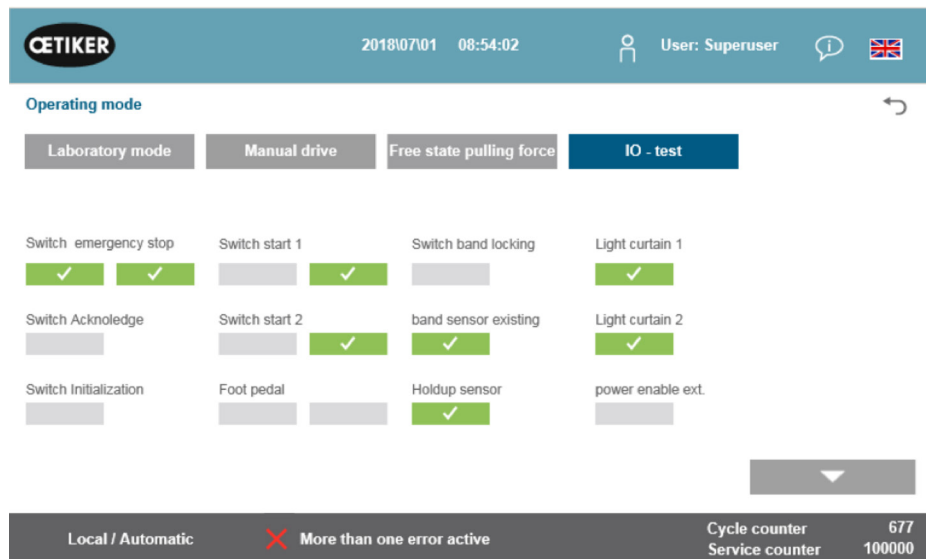 ŒTIKER
2018\07\01 08:54:02 User: Superuser
Operating mode
Laboratory mode Manual drive Free state pulling force IO - test
Switch emergency stop Switch start 1 Switch band locking Light curtain 1
Switch Acknoledge Switch start 2 band sensor existing Light curtain 2
Switch Initialization Foot pedal Holdup sensor power enable ext.
Local / Automatic More than one error active Cycle counter 677
Service counter 100000